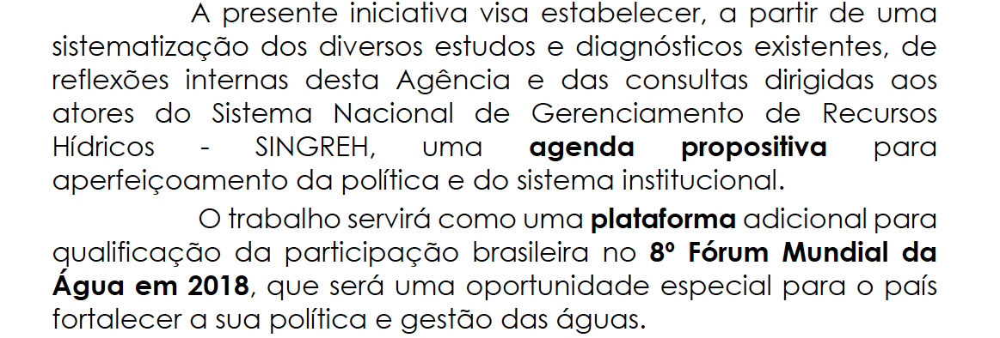 A presente iniciativa visa estabelecer, a partir de uma
sistematização dos diversos estudos e diagnósticos existentes, de
reflexões internas desta Agência e das consultas dirigidas aos
atores do Sistema Nacional de Gerenciamento de Recursos
Hídricos - SINGREH, uma agenda propositiva para
aperfeiçoamento da política e do sistema institucional.
O trabalho servirá como uma plataforma adicional para
qualificação da participação brasileira no 8º Fórum Mundial da
Água em 2018, que será uma oportunidade especial para o país
fortalecer a sua política e gestão das águas.